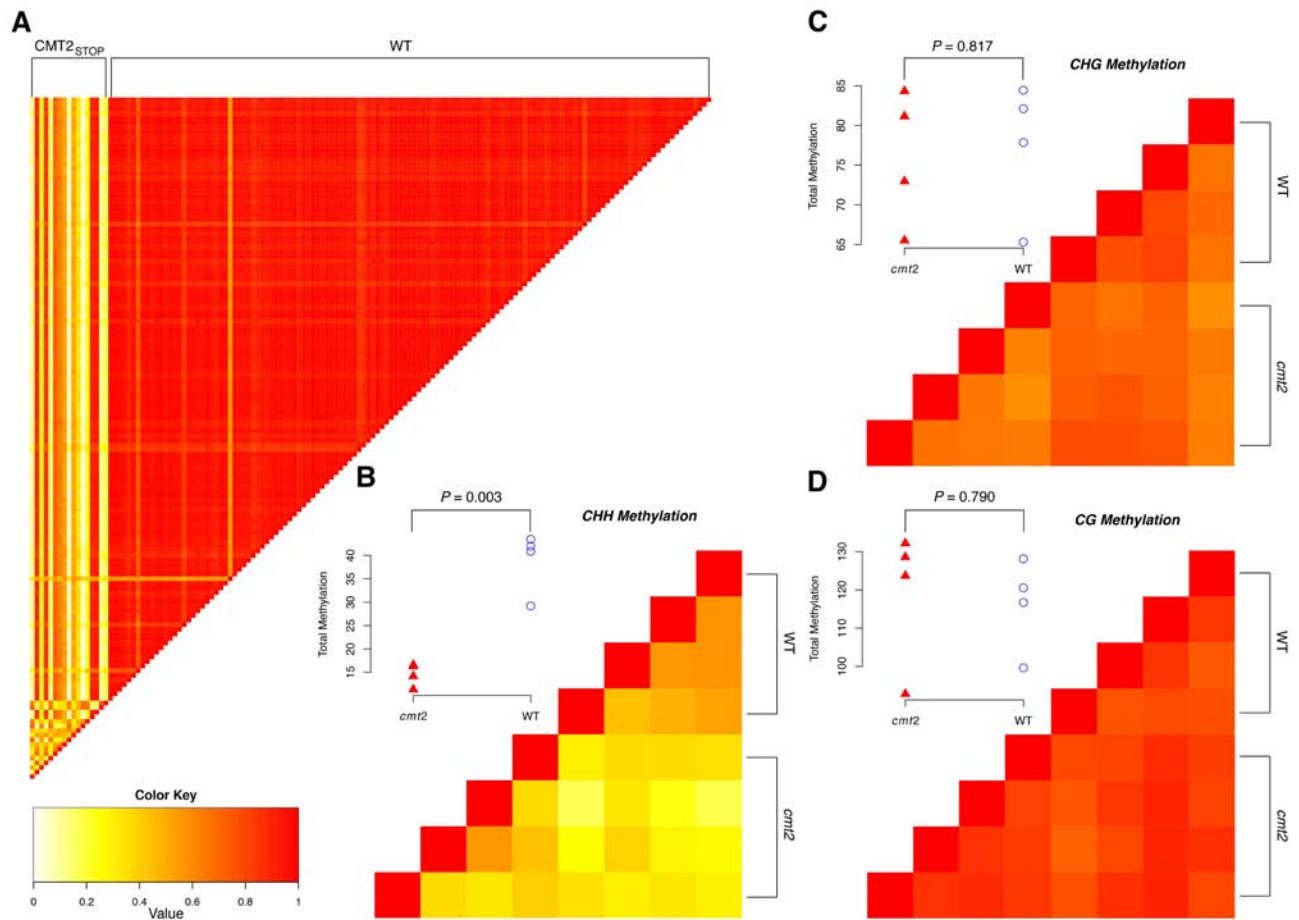 A
CMT2STOP
WT
Color Key
0 0.2 0.4 0.6 0.8 1
Value
B
P = 0.003
CHH Methylation
Total Methylation
40
35
30
25
20
15
cmt2 WT
WT
cmt2
C
P = 0.817
CHG Methylation
Total Methylation
85
80
75
70
65
cmt2 WT
WT
cmt2
D
P = 0.790
CG Methylation
Total Methylation
130
120
110
100
cmt2 WT
WT
cmt2